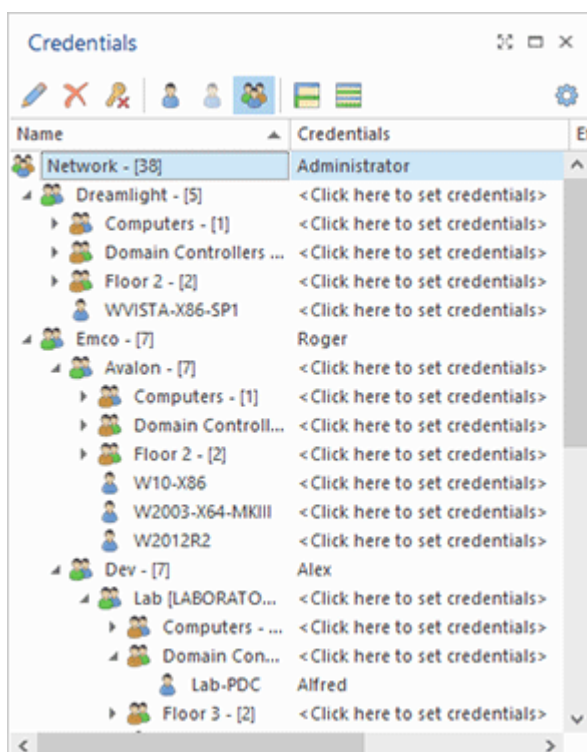 Credentials
Name Credentials E
Network - [38] Administrator
Dreamlight - [5] <Click here to set credentials>
Computers - [1] <Click here to set credentials>
Domain Controllers ... <Click here to set credentials>
Floor 2 - [2] <Click here to set credentials>
WVISTA-X86-SP1 <Click here to set credentials>
Emco - [7] Roger
Avalon - [7] <Click here to set credentials>
Computers - [1] <Click here to set credentials>
Domain Controll... <Click here to set credentials>
Floor 2 - [2] <Click here to set credentials>
W10-X86 <Click here to set credentials>
W2003-X64-MKIII <Click here to set credentials>
W2012R2 <Click here to set credentials>
Dev - [7] Alex
Lab [LABORATO... <Click here to set credentials>
Computers - ... <Click here to set credentials>
Domain Con... <Click here to set credentials>
Lab-PDC Alfred
Floor 3 - [2] <Click here to set credentials>